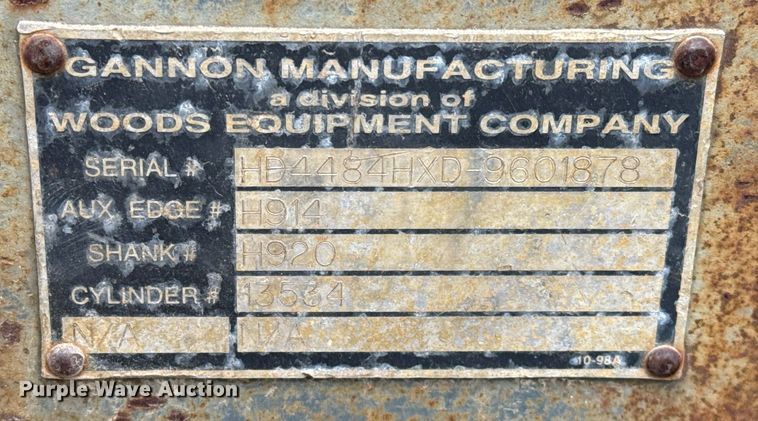 GANNON MANUFACTURING
a division of
WOODS EQUIPMENT COMPANY
SERIAL # HD4484HXD-9601878
AUX. EDGE # H914
SHANK # H920
CYLINDER # 13534
N/A N/A
10-98A
Purple Wave Auction